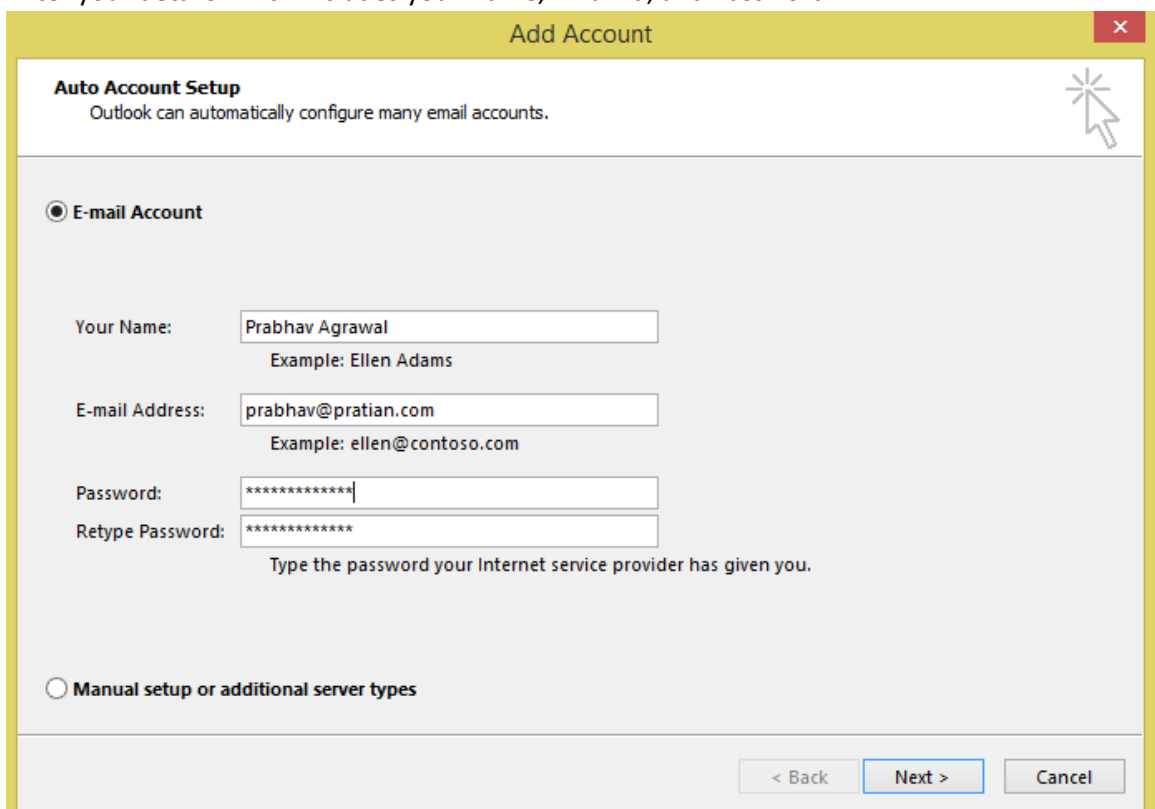 Add Account
Auto Account Setup
Outlook can automatically configure many email accounts.
E-mail Account
Your Name: Prabhav Agrawal
Example: Ellen Adams
E-mail Address: prabhav@pratian.com
Example: ellen@contoso.com
Password: *************
Retype Password: *************
Type the password your Internet service provider has given you.
Manual setup or additional server types
< Back Next > Cancel